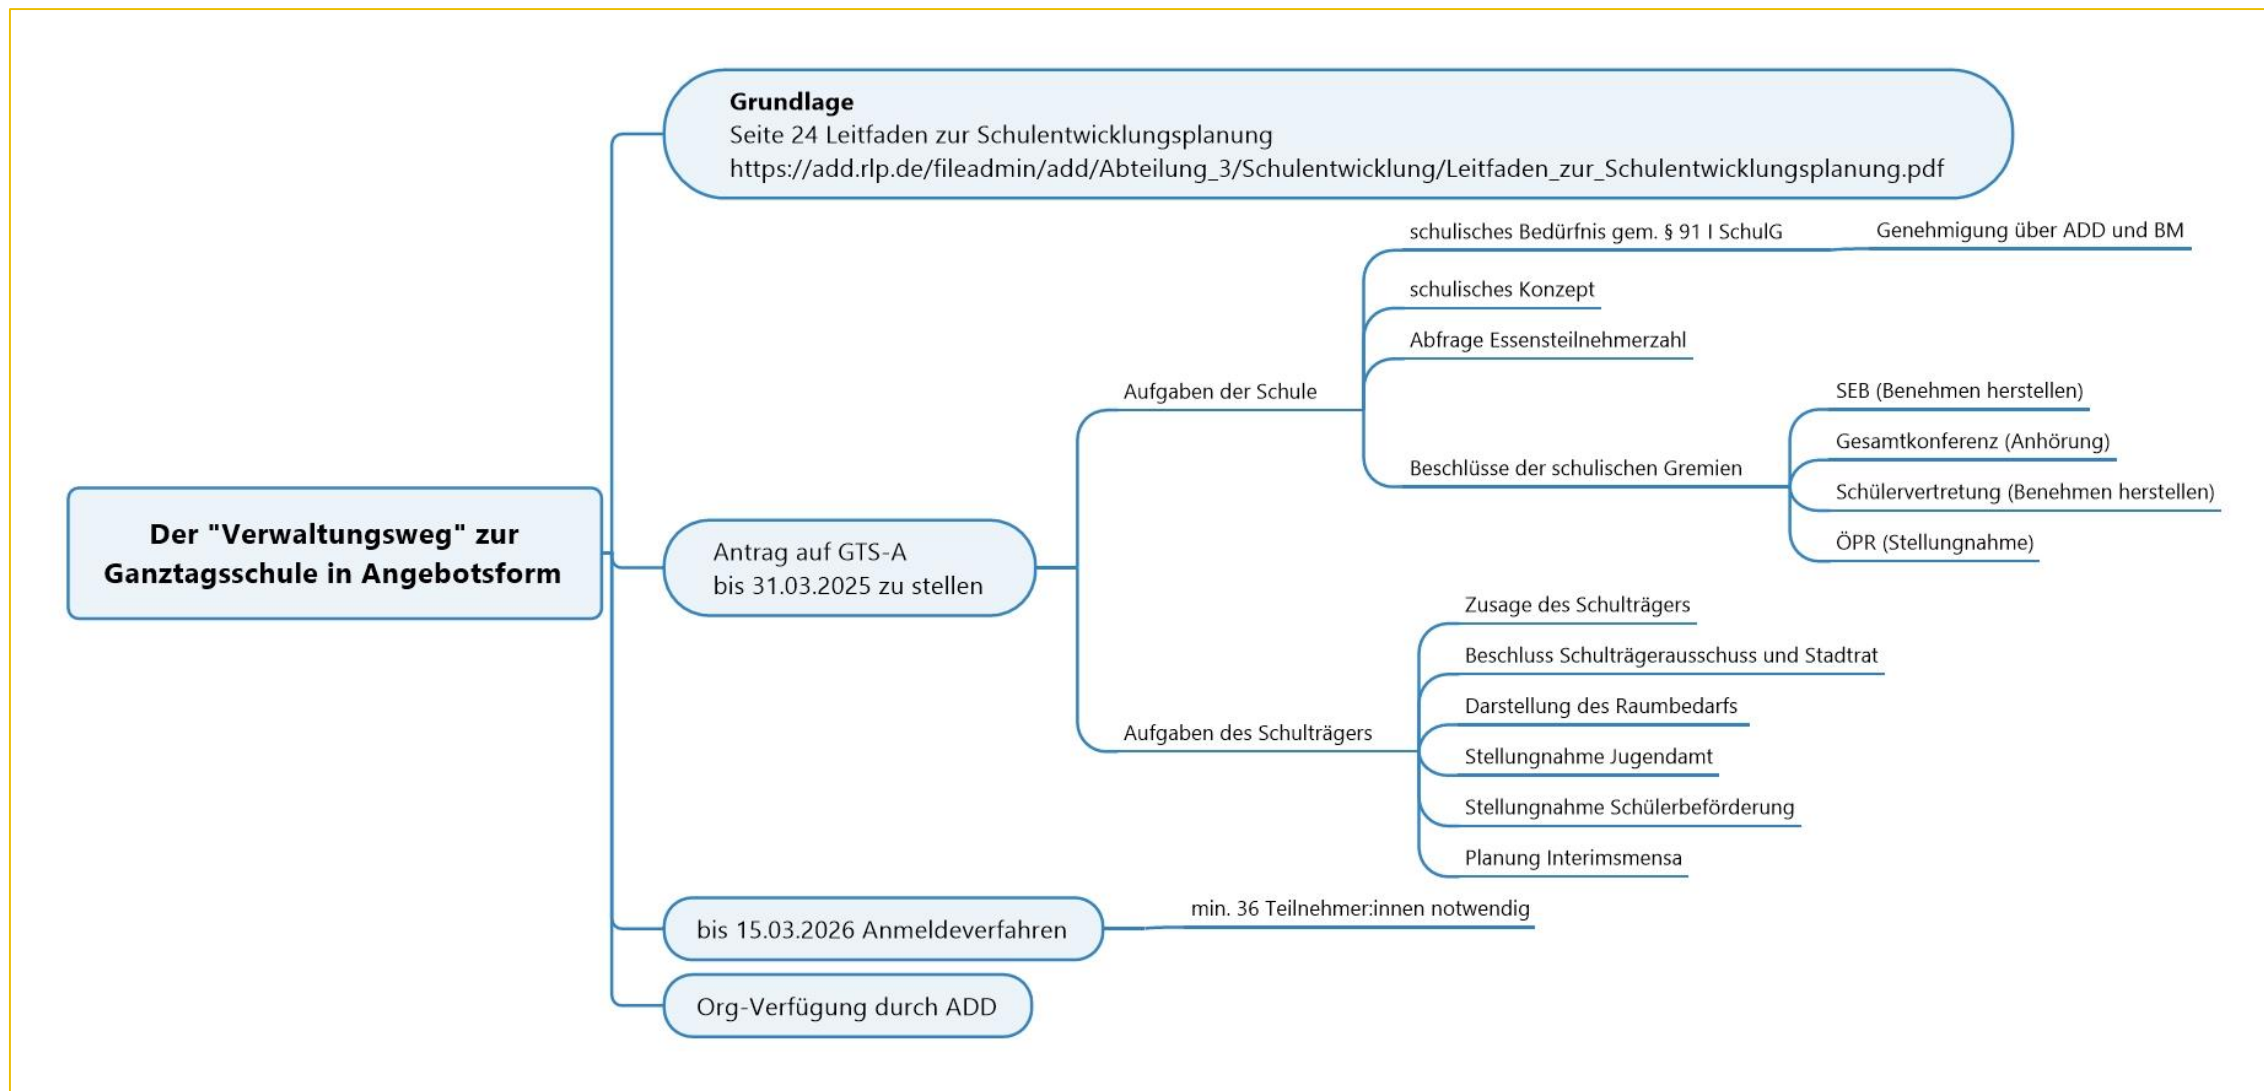 Der "Verwaltungsweg" zur
Ganztagsschule in Angebotsform
Grundlage
Seite 24 Leitfaden zur Schulentwicklungsplanung
https://add.rlp.de/fileadmin/add/Abteilung_3/Schulentwicklung/Leitfaden_zur_Schulentwicklungsplanung.pdf
Antrag auf GTS-A
bis 31.03.2025 zu stellen
Aufgaben der Schule
schulisches Bedürfnis gem. § 91 I SchulG
Genehmigung über ADD und BM
schulisches Konzept
Abfrage Essensteilnehmerzahl
Beschlüsse der schulischen Gremien
SEB (Benehmen herstellen)
Gesamtkonferenz (Anhörung)
Schülervertretung (Benehmen herstellen)
ÖPR (Stellungnahme)
Aufgaben des Schulträgers
Zusage des Schulträgers
Beschluss Schulträgerausschuss und Stadtrat
Darstellung des Raumbedarfs
Stellungnahme Jugendamt
Stellungnahme Schülerbeförderung
Planung Interimsmensa
bis 15.03.2026 Anmeldeverfahren
min. 36 Teilnehmer:innen notwendig
Org-Verfügung durch ADD